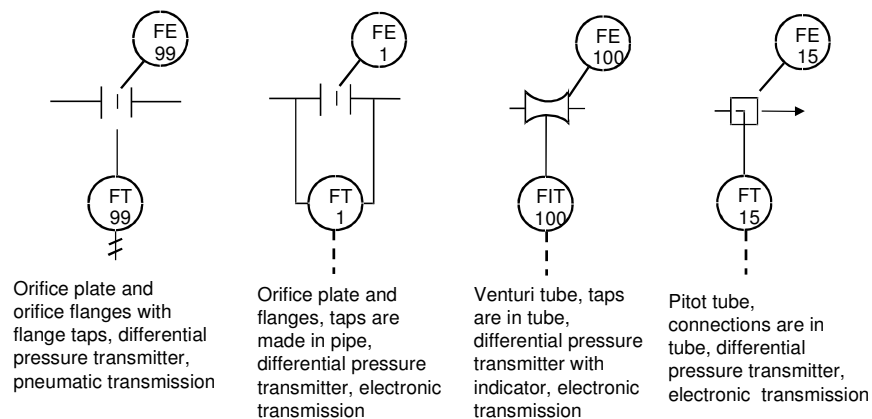 FE
99
FE
1
FE
100
FE
15
FT
99
FT
1
FIT
100
FT
15
Orifice plate and
orifice flanges with
flange taps, differential
pressure transmitter,
pneumatic transmission
Orifice plate and
flanges, taps are
made in pipe,
differential pressure
transmitter, electronic
transmission
Venturi tube, taps
are in tube,
differential pressure
transmitter with
indicator, electronic
transmission
Pitot tube,
connections are in
tube, differential
pressure transmitter,
electronic transmission